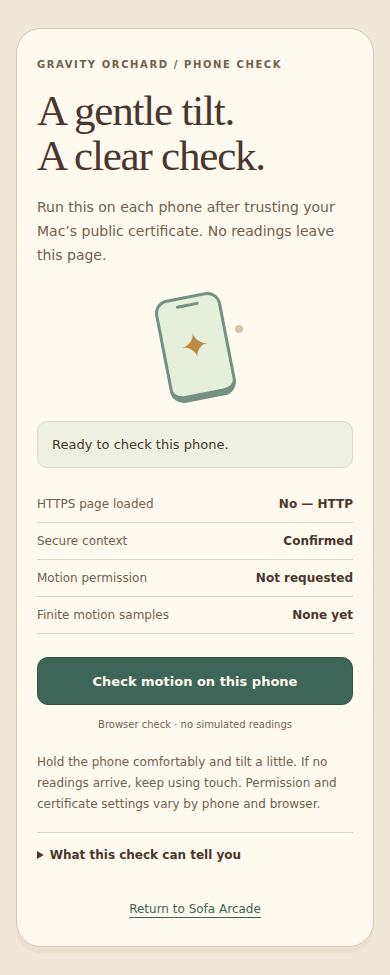 GRAVITY ORCHARD / PHONE CHECK
A gentle tilt.
A clear check.
Run this on each phone after trusting your
Mac’s public certificate. No readings leave
this page.
Ready to check this phone.
HTTPS page loaded No — HTTP
Secure context Confirmed
Motion permission Not requested
Finite motion samples None yet
Check motion on this phone
Browser check · no simulated readings
Hold the phone comfortably and tilt a little. If no
readings arrive, keep using touch. Permission and
certificate settings vary by phone and browser.
What this check can tell you
Return to Sofa Arcade